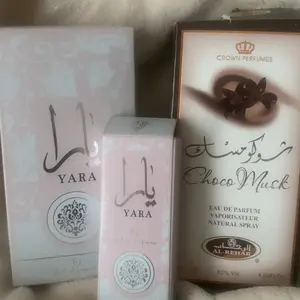 يارا
YARA
يارا
YARA
CROWN PERFUMES
شوكو مسك
Choco Musk
EAU DE PARFUM
VAPORISATEUR
NATURAL SPRAY
الرحاب
AL-REHAB